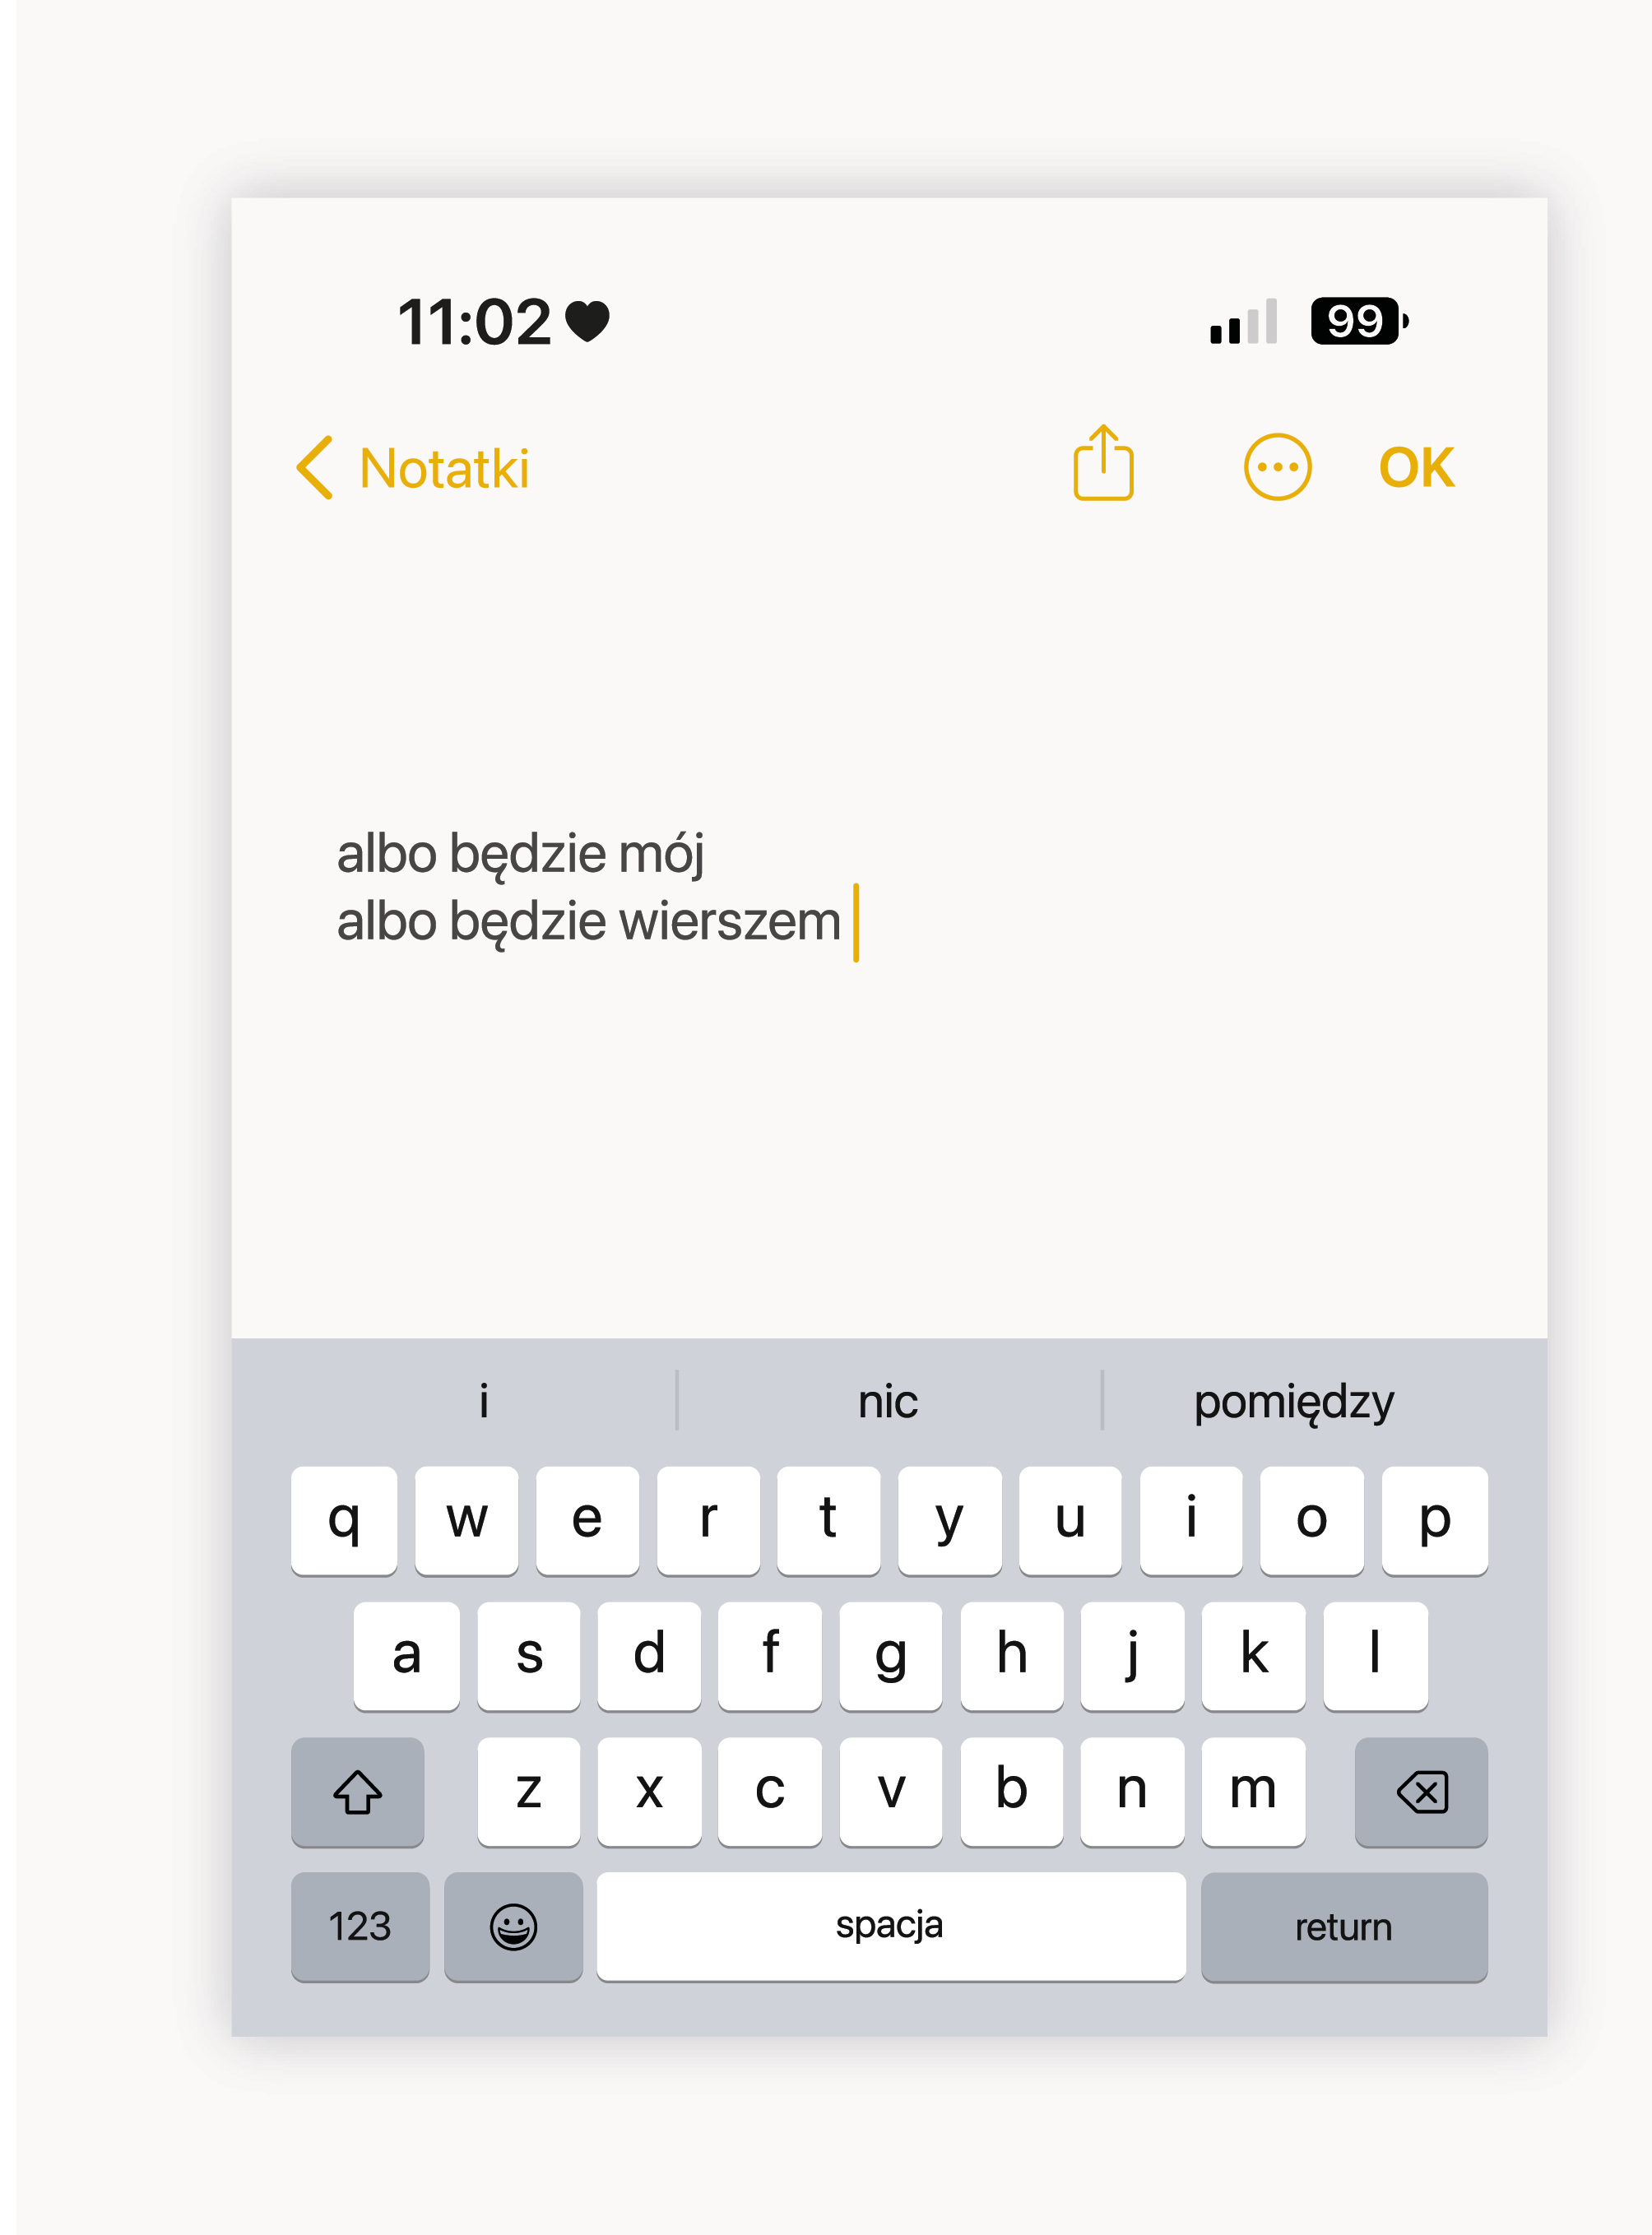 11:02
99
Notatki
OK
albo będzie mój
albo będzie wierszem
i nic pomiędzy
q w e r t y u i o p
a s d f g h j k l
z x c v b n m
123 spacja return